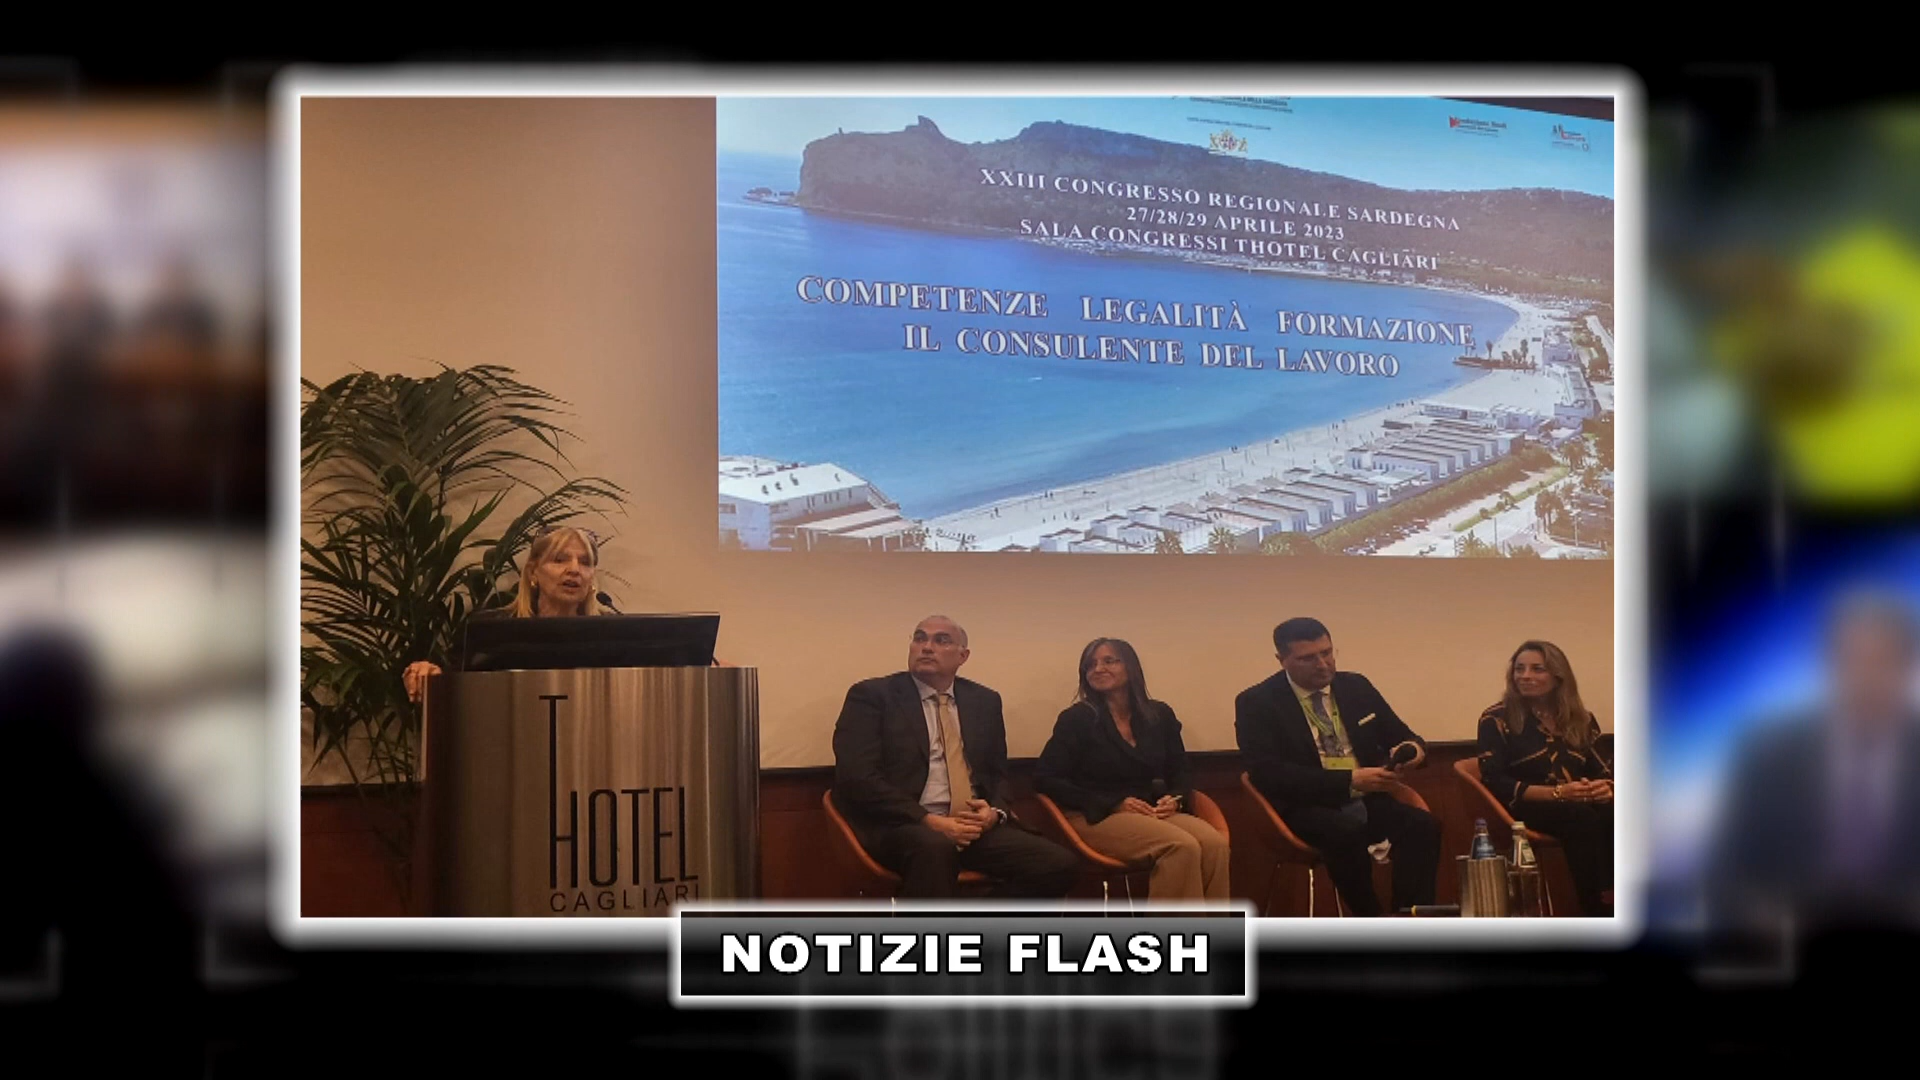 XXIII CONGRESSO REGIONALE SARDEGNA
27/28/29 APRILE 2023
SALA CONGRESSI THOTEL CAGLIARI
COMPETENZE LEGALITÀ FORMAZIONE
IL CONSULENTE DEL LAVORO
THOTEL
CAGLIARI
NOTIZIE FLASH